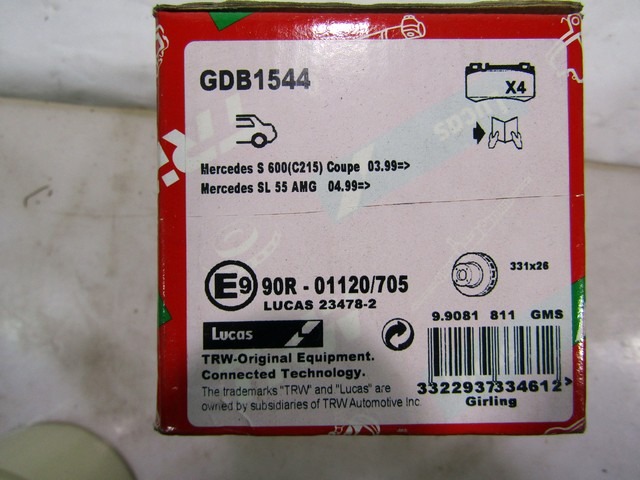 GDB1544
X4
Mercedes S 600(C215) Coupe 03.99=>
Mercedes SL 55 AMG 04.99=>
Lucas
TR
E9 90R - 01120/705
LUCAS 23478-2
331x26
9.9081 811 GMS
Lucas
TRW-Original Equipment.
Connected Technology.
The trademarks "TRW" and "Lucas" are
owned by subsidiaries of TRW Automotive Inc.
3322937334612>
Girling